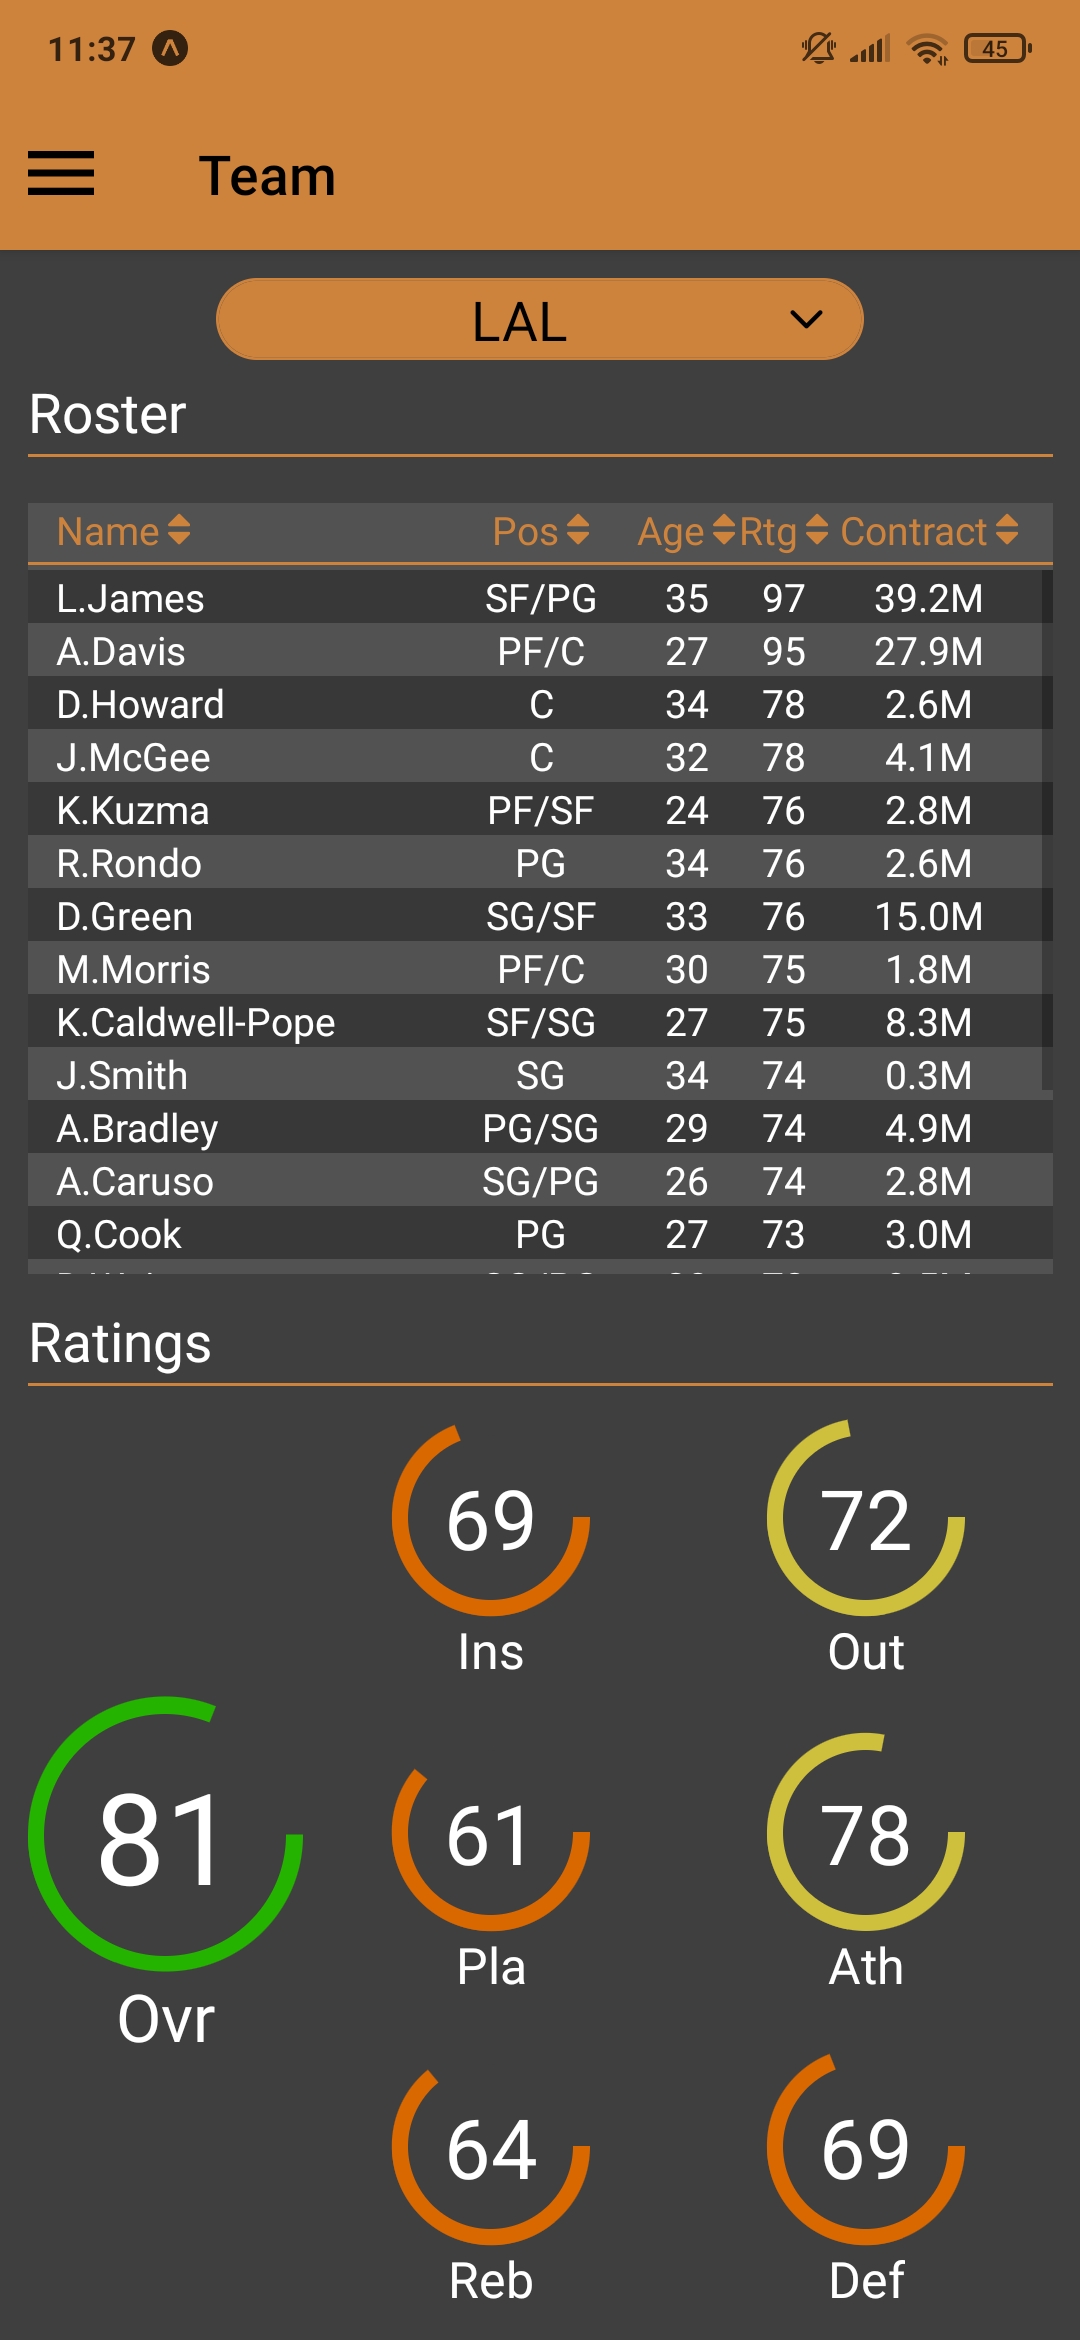 11:37 45
Team
LAL
Roster
Name Pos Age Rtg Contract
L.James SF/PG 35 97 39.2M
A.Davis PF/C 27 95 27.9M
D.Howard C 34 78 2.6M
J.McGee C 32 78 4.1M
K.Kuzma PF/SF 24 76 2.8M
R.Rondo PG 34 76 2.6M
D.Green SG/SF 33 76 15.0M
M.Morris PF/C 30 75 1.8M
K.Caldwell-Pope SF/SG 27 75 8.3M
J.Smith SG 34 74 0.3M
A.Bradley PG/SG 29 74 4.9M
A.Caruso SG/PG 26 74 2.8M
Q.Cook PG 27 73 3.0M
Ratings
69 72
Ins Out
81 61 78
Ovr Pla Ath
64 69
Reb Def